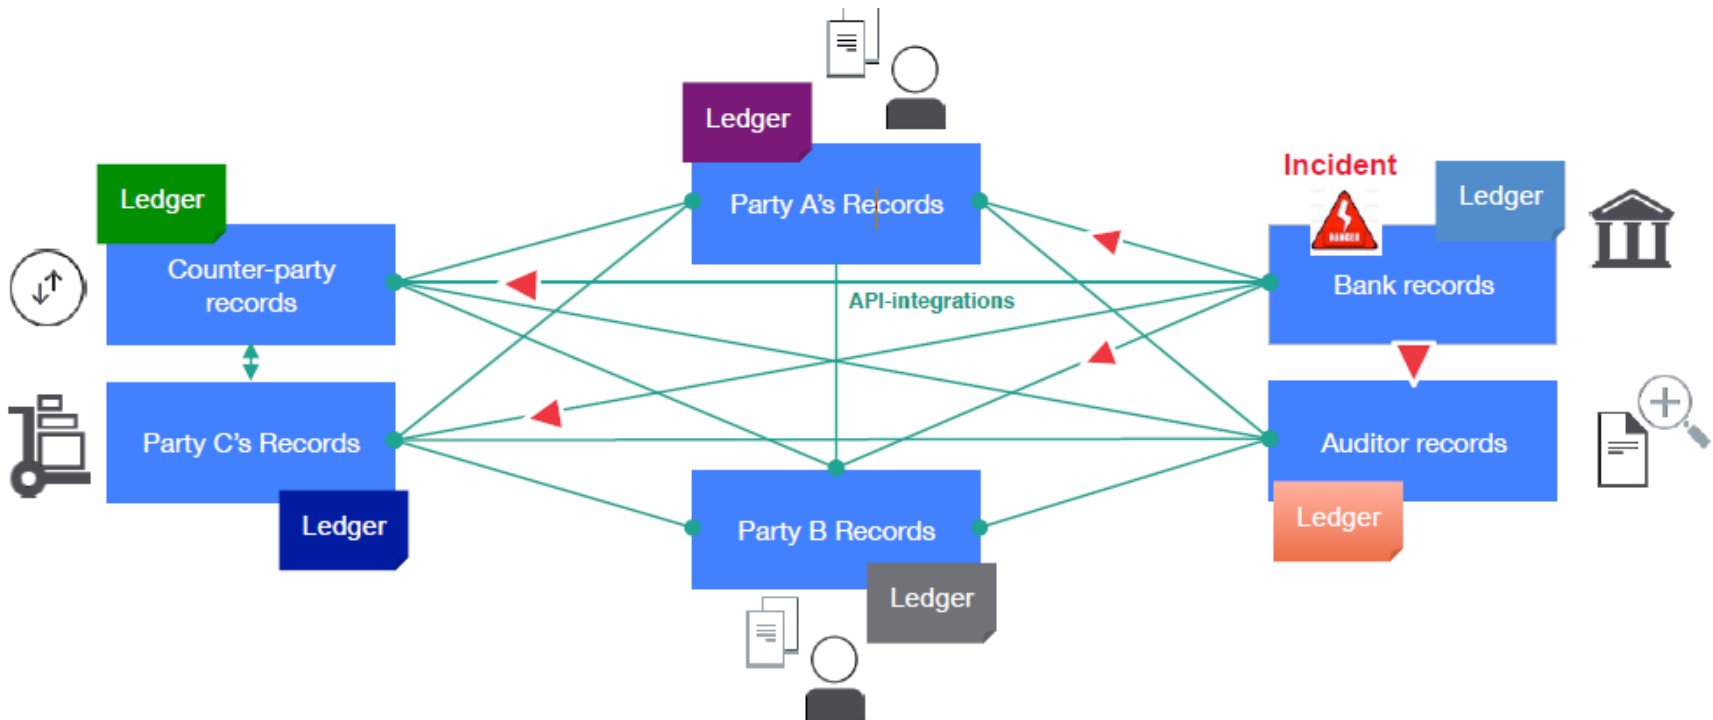 Ledger
Party A's Records
Incident
DANGER
Ledger
Bank records
Ledger
Counter-party
records
API-integrations
Party C's Records
Ledger
Party B Records
Ledger
Auditor records
Ledger